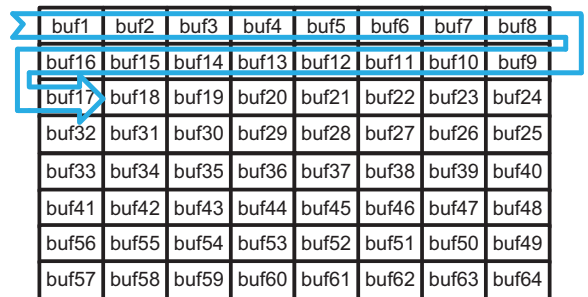 buf1 buf2 buf3 buf4 buf5 buf6 buf7 buf8
buf16 buf15 buf14 buf13 buf12 buf11 buf10 buf9
buf17 buf18 buf19 buf20 buf21 buf22 buf23 buf24
buf32 buf31 buf30 buf29 buf28 buf27 buf26 buf25
buf33 buf34 buf35 buf36 buf37 buf38 buf39 buf40
buf41 buf42 buf43 buf44 buf45 buf46 buf47 buf48
buf56 buf55 buf54 buf53 buf52 buf51 buf50 buf49
buf57 buf58 buf59 buf60 buf61 buf62 buf63 buf64